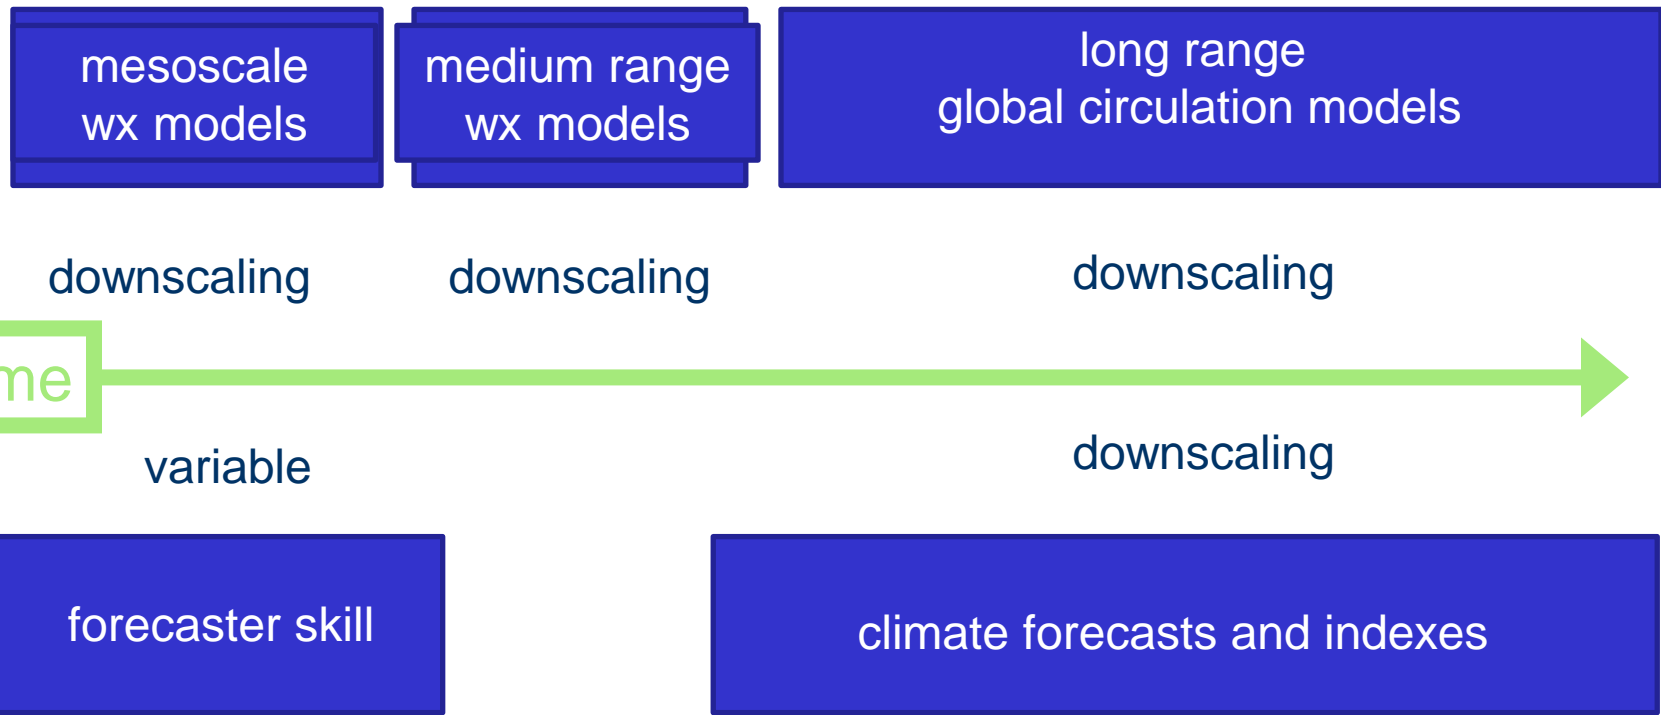 mesoscale
wx models
medium range
wx models
long range
global circulation models
downscaling
downscaling
downscaling
me
variable
downscaling
forecaster skill
climate forecasts and indexes